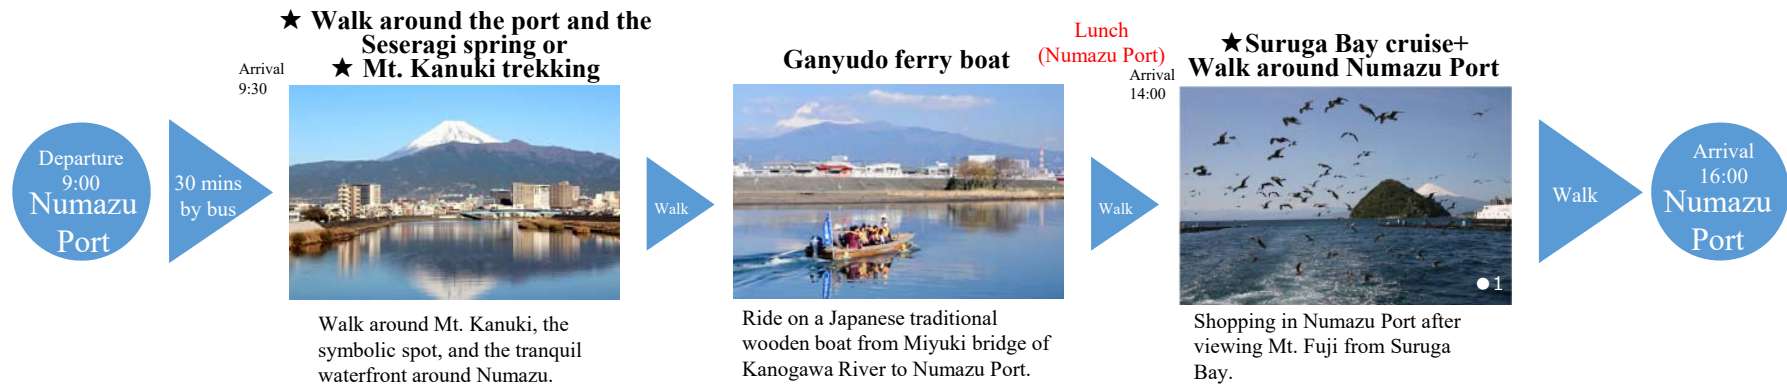 Departure
9:00
Numazu
Port
30 mins
by bus
★ Walk around the port and the
Seseragi spring or
★ Mt. Kanuki trekking
Arrival
9:30
Walk around Mt. Kanuki, the
symbolic spot, and the tranquil
waterfront around Numazu.
Walk
Ganyudo ferry boat
Ride on a Japanese traditional
wooden boat from Miyuki bridge of
Kanogawa River to Numazu Port.
Lunch
(Numazu Port)
Walk
Arrival
14:00
★Suruga Bay cruise+
Walk around Numazu Port
●1
Shopping in Numazu Port after
viewing Mt. Fuji from Suruga
Bay.
Walk
Arrival
16:00
Numazu
Port